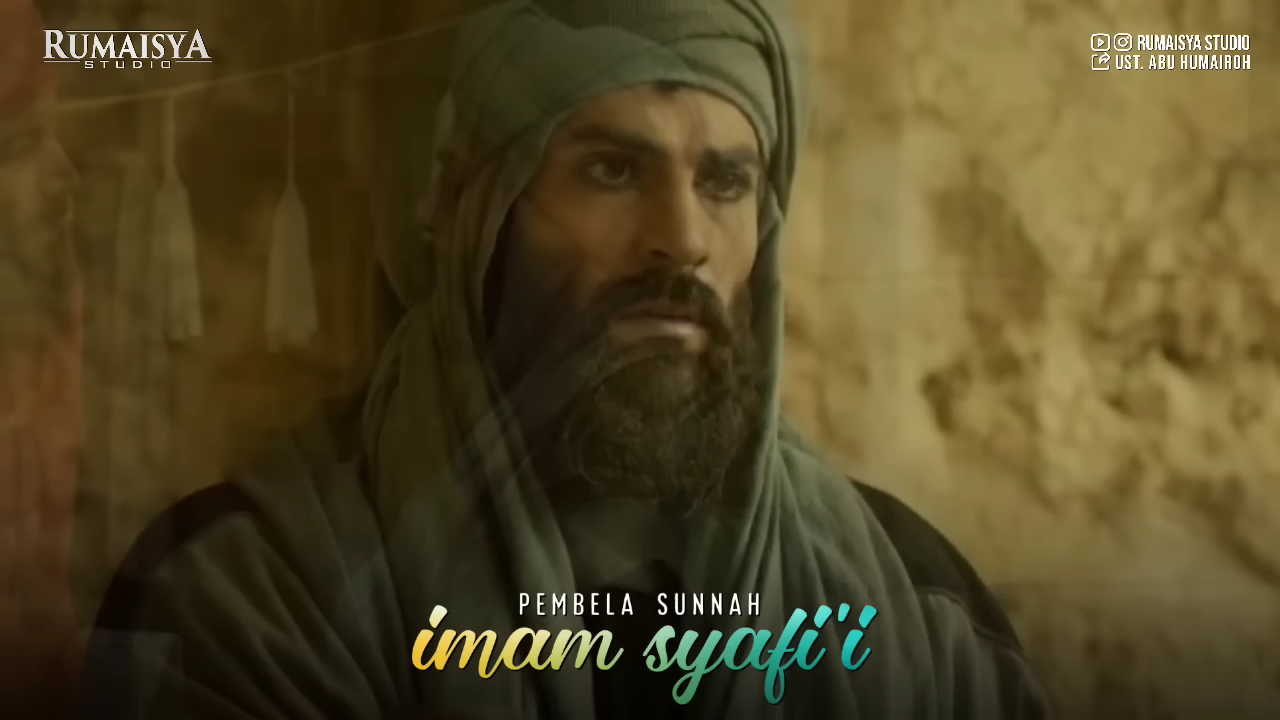 RUMAISYA
STUDIO
RUMAISYA STUDIO
UST. ABU HUMAIROH
PEMBELA SUNNAH
imam syafi'i